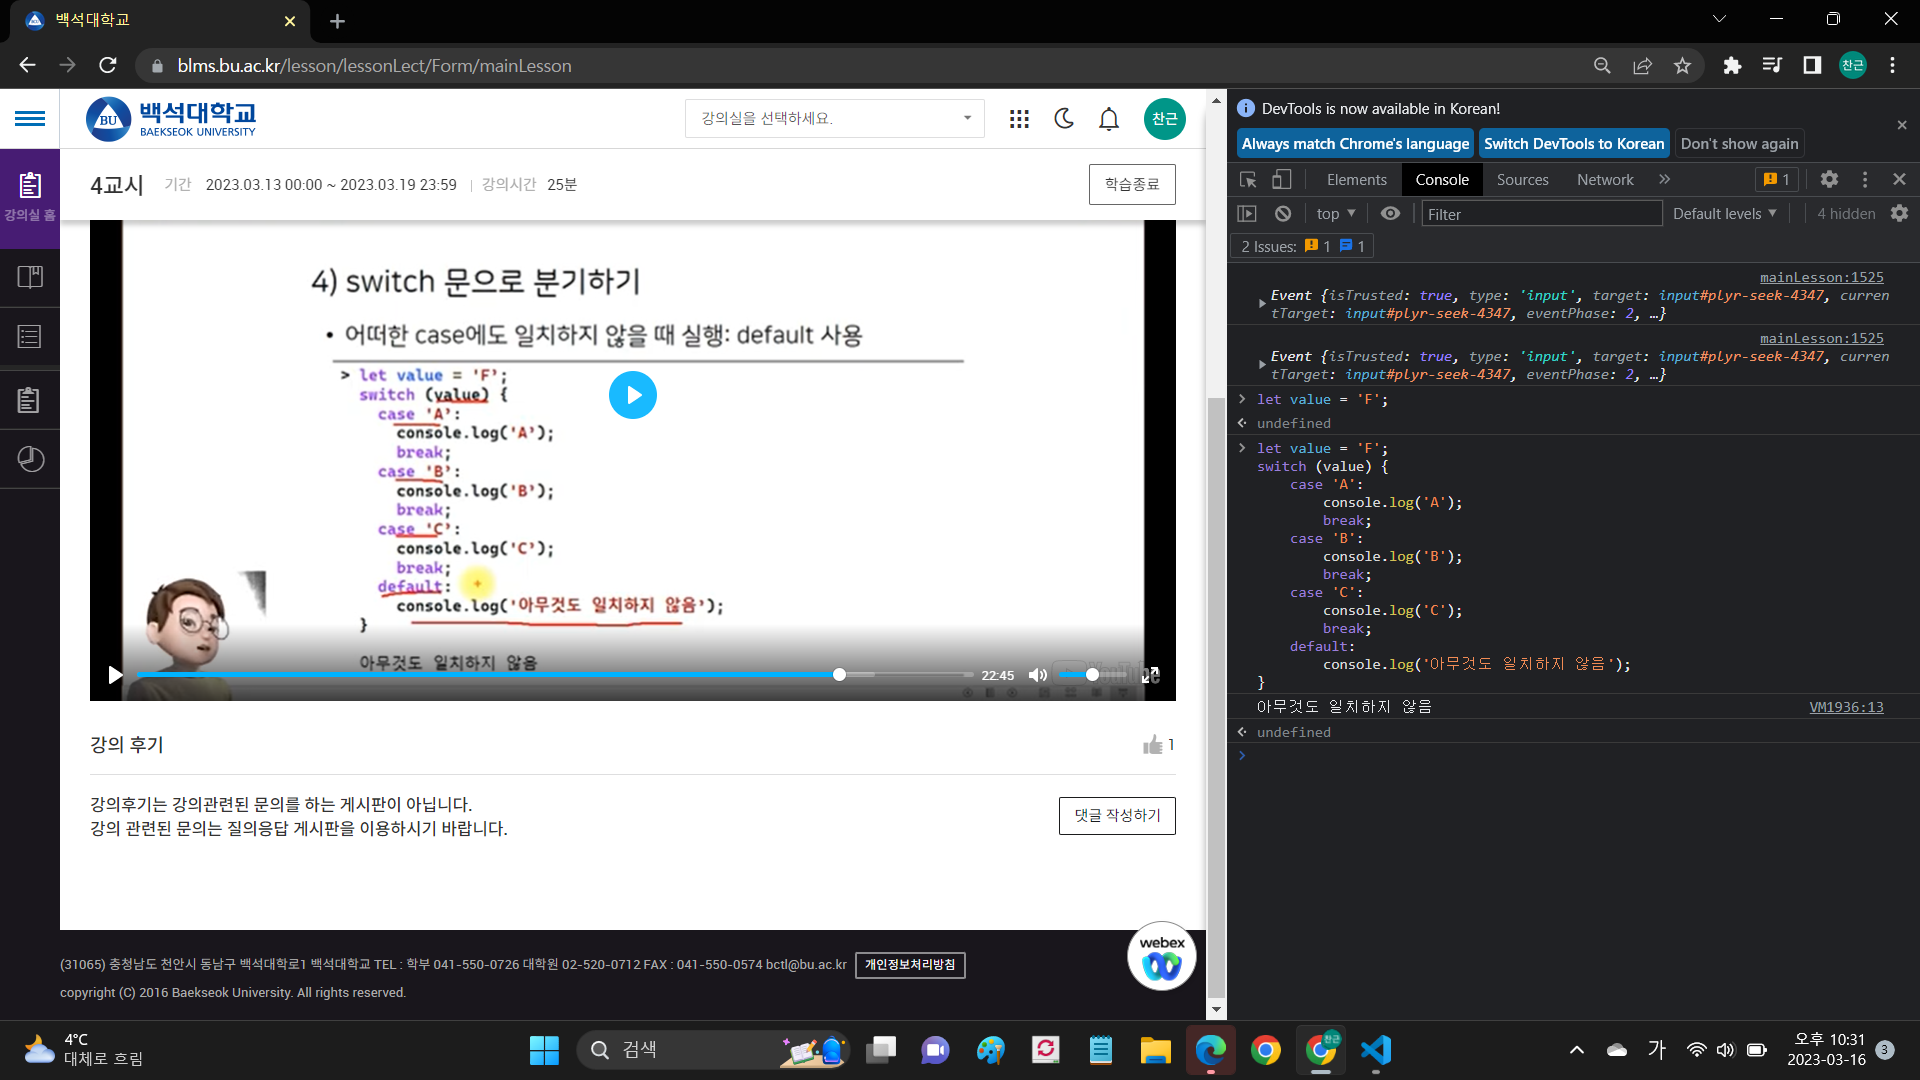 백석대학교
blms.bu.ac.kr/lesson/lessonLect/Form/mainLesson
찬근
BU 백석대학교
BAEKSEOK UNIVERSITY
강의실을 선택하세요.
찬근
강의실 홈
4교시 기간 2023.03.13 00:00 ~ 2023.03.19 23:59 | 강의시간 25분
학습종료
4) switch 문으로 분기하기
• 어떠한 case에도 일치하지 않을 때 실행: default 사용
> let value = 'F';
switch (value) {
case 'A':
console.log('A');
break;
case 'B':
console.log('B');
break;
case 'C':
console.log('C');
break;
default:
console.log('아무것도 일치하지 않음');
}
아무것도 일치하지 않음
22:45
강의 후기
1
강의후기는 강의관련된 문의를 하는 게시판이 아닙니다.
강의 관련된 문의는 질의응답 게시판을 이용하시기 바랍니다.
댓글 작성하기
webex
(31065) 충청남도 천안시 동남구 백석대학로1 백석대학교 TEL : 학부 041-550-0726 대학원 02-520-0712 FAX : 041-550-0574 bctl@bu.ac.kr 개인정보처리방침
copyright (C) 2016 Baekseok University. All rights reserved.
DevTools is now available in Korean!
Always match Chrome's language Switch DevTools to Korean Don't show again
Elements Console Sources Network 1
top Filter Default levels 4 hidden
2 Issues: 1 1
mainLesson:1525
Event {isTrusted: true, type: 'input', target: input#plyr-seek-4347, curren
tTarget: input#plyr-seek-4347, eventPhase: 2, …}
mainLesson:1525
Event {isTrusted: true, type: 'input', target: input#plyr-seek-4347, curren
tTarget: input#plyr-seek-4347, eventPhase: 2, …}
let value = 'F';
undefined
let value = 'F';
switch (value) {
case 'A':
console.log('A');
break;
case 'B':
console.log('B');
break;
case 'C':
console.log('C');
break;
default:
console.log('아무것도 일치하지 않음');
}
아무것도 일치하지 않음 VM1936:13
undefined
4°C
대체로 흐림
검색
찬근
가
오후 10:31
2023-03-16
3